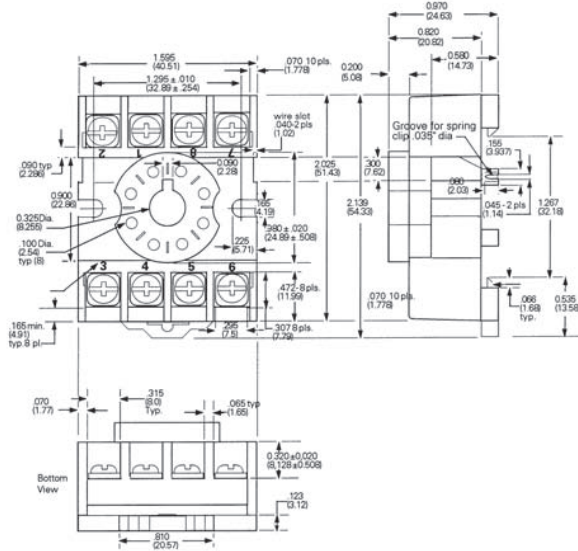 0.970
(24.63)
0.820
(20.82)
0.580
(14.73)
0.200
(5.08)
1.595
(40.51)
1.295 ± .010
(32.89 ± .254)
.070 10 pls.
(1.778)
wire slot
.040-2 pls
(1.02)
2 1 8 7
.090 typ
(2.286)
0.090
(2.28)
0.900
(22.86)
0.325 Dia.
(8.255)
.100 Dia.
(2.54)
typ (8)
.165
(4.19)
.225
(5.71)
2.025
(51.43)
.980 ± .020
(24.89 ± .508)
2.139
(54.33)
.300
(7.62)
Groove for spring
clip .035" dia
.155
(3.937)
.080
(2.03)
.045 - 2 pls
(1.14)
1.267
(32.18)
3 4 5 6
.472-8 pls.
(11.99)
.070 10 pls.
(1.778)
.066
(1.68)
typ.
0.535
(13.58)
.165 min.
(4.91)
typ. 8 pl.
.295
(7.5)
.307 8 pls.
(7.79)
.070
(1.77)
.315
(8.0)
Typ.
.065 typ
(1.65)
0.320 ±0,020
(8,128 ±0.508)
Bottom
View
.123
(3.12)
.810
(20.57)